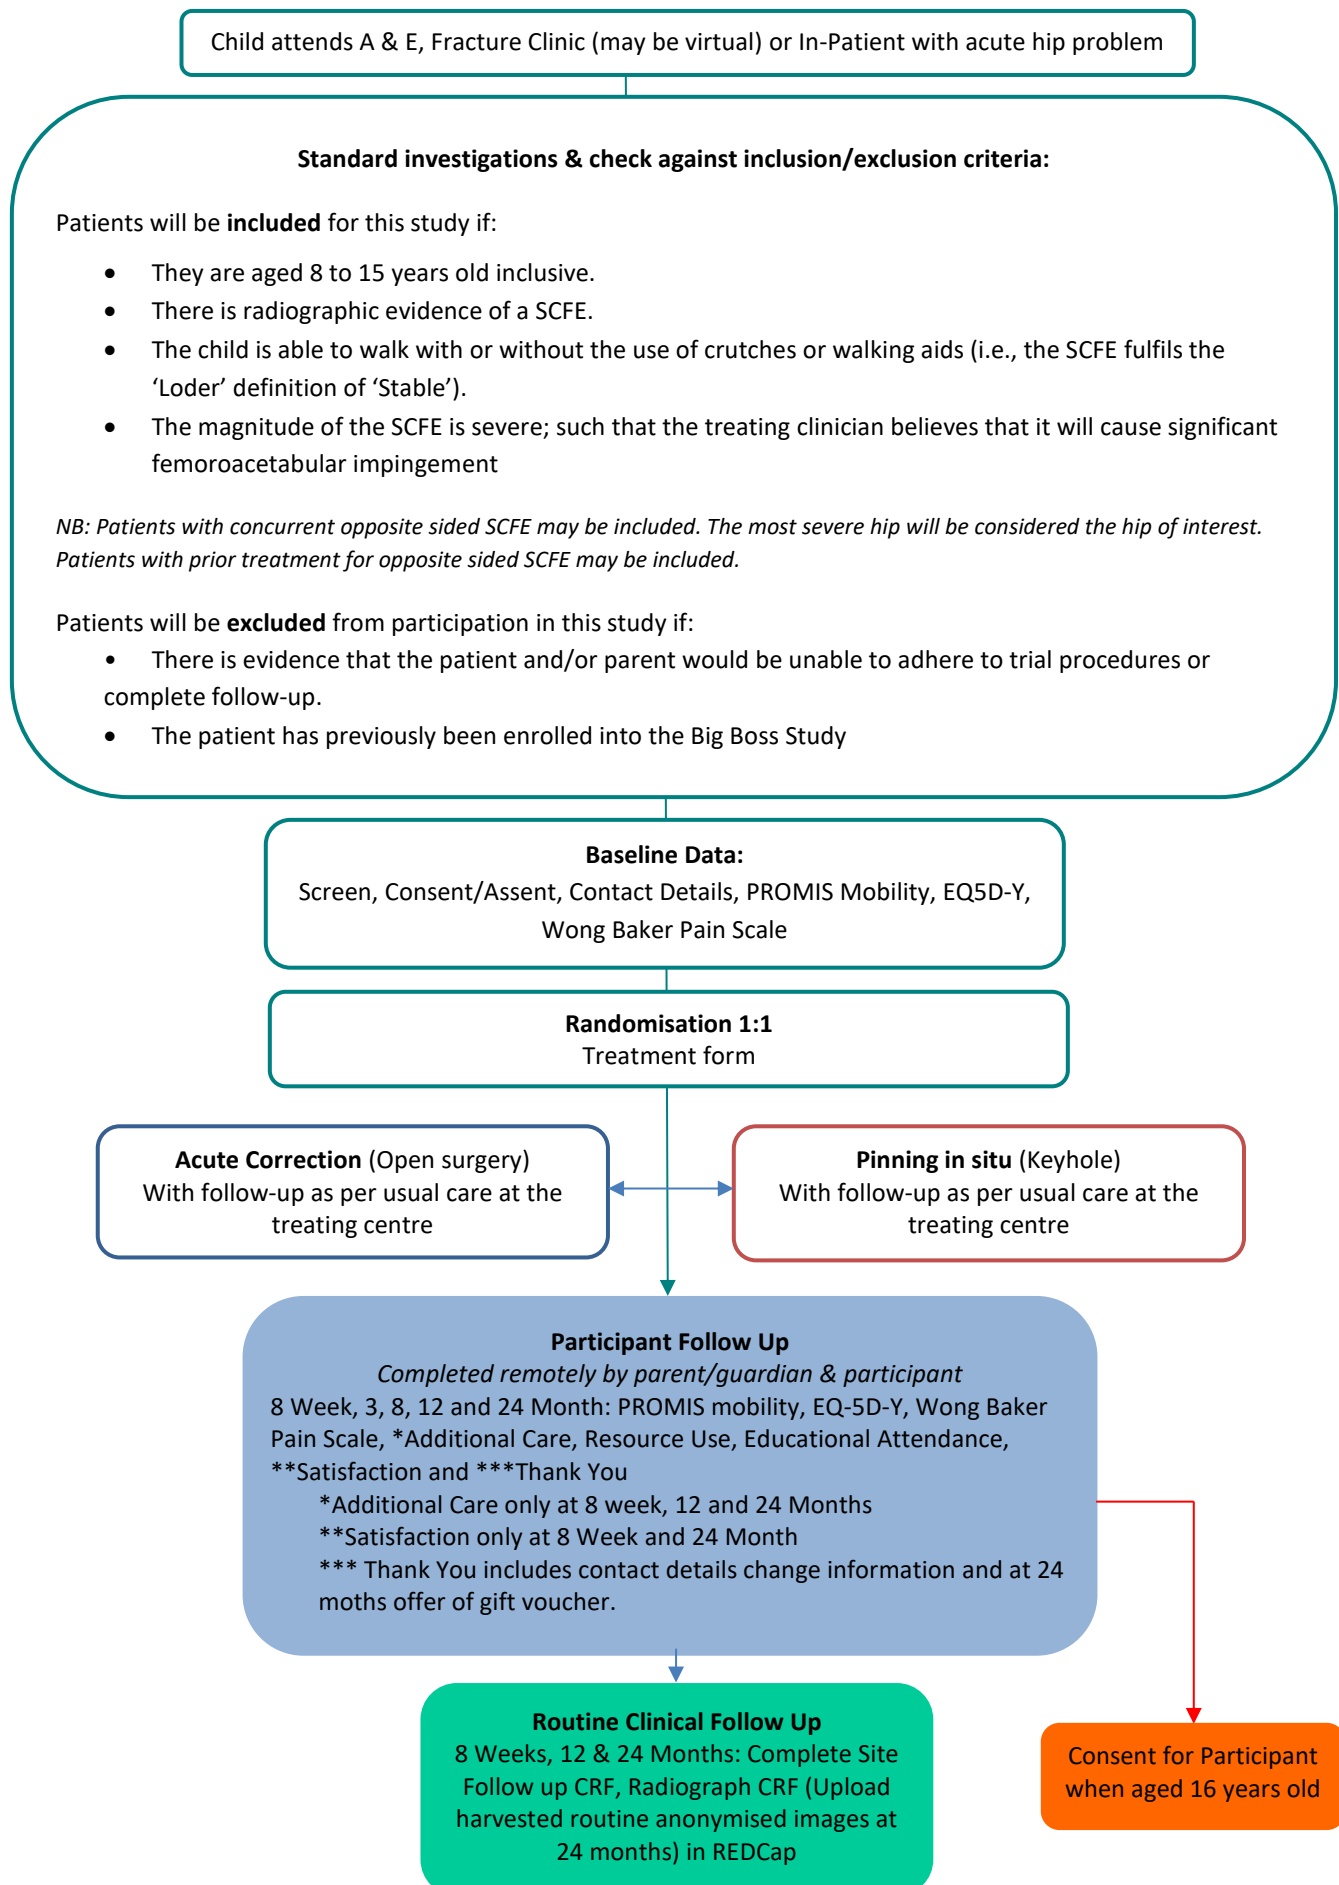 Child attends A & E, Fracture Clinic (may be virtual) or In-Patient with acute hip problem
Standard investigations & check against inclusion/exclusion criteria:
Patients will be included for this study if:
• They are aged 8 to 15 years old inclusive.
• There is radiographic evidence of a SCFE.
• The child is able to walk with or without the use of crutches or walking aids (i.e., the SCFE fulfils the
‘Loder’ definition of ‘Stable’).
• The magnitude of the SCFE is severe; such that the treating clinician believes that it will cause significant
femoroacetabular impingement
NB: Patients with concurrent opposite sided SCFE may be included. The most severe hip will be considered the hip of interest.
Patients with prior treatment for opposite sided SCFE may be included.
Patients will be excluded from participation in this study if:
• There is evidence that the patient and/or parent would be unable to adhere to trial procedures or
complete follow-up.
• The patient has previously been enrolled into the Big Boss Study
Baseline Data:
Screen, Consent/Assent, Contact Details, PROMIS Mobility, EQ5D-Y,
Wong Baker Pain Scale
Randomisation 1:1
Treatment form
Acute Correction (Open surgery)
With follow-up as per usual care at the
treating centre
Pinning in situ (Keyhole)
With follow-up as per usual care at the
treating centre
Participant Follow Up
Completed remotely by parent/guardian & participant
8 Week, 3, 8, 12 and 24 Month: PROMIS mobility, EQ-5D-Y, Wong Baker
Pain Scale, *Additional Care, Resource Use, Educational Attendance,
**Satisfaction and ***Thank You
*Additional Care only at 8 week, 12 and 24 Months
**Satisfaction only at 8 Week and 24 Month
*** Thank You includes contact details change information and at 24
moths offer of gift voucher.
Routine Clinical Follow Up
8 Weeks, 12 & 24 Months: Complete Site
Follow up CRF, Radiograph CRF (Upload
harvested routine anonymised images at
24 months) in REDCap
Consent for Participant
when aged 16 years old